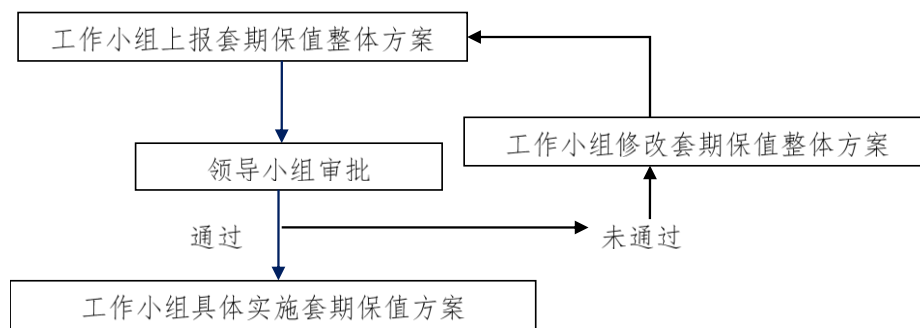 工作小组上报套期保值整体方案
工作小组修改套期保值整体方案
领导小组审批
通过
未通过
工作小组具体实施套期保值方案